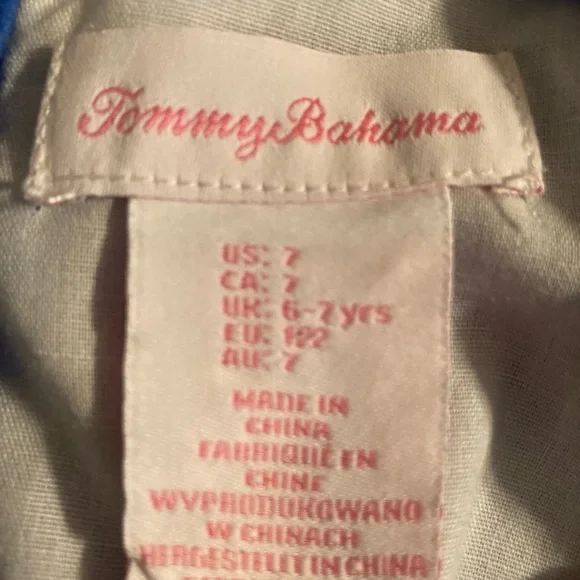 Tommy Bahama
US: 7
CA: 7
UK: 6-7 yrs
EU: 122
AU: 7
MADE IN
CHINA
FABRIQUÉ EN
CHINE
WYPRODUKOWANO
W CHINACH
HERGESTELLT IN CHINA